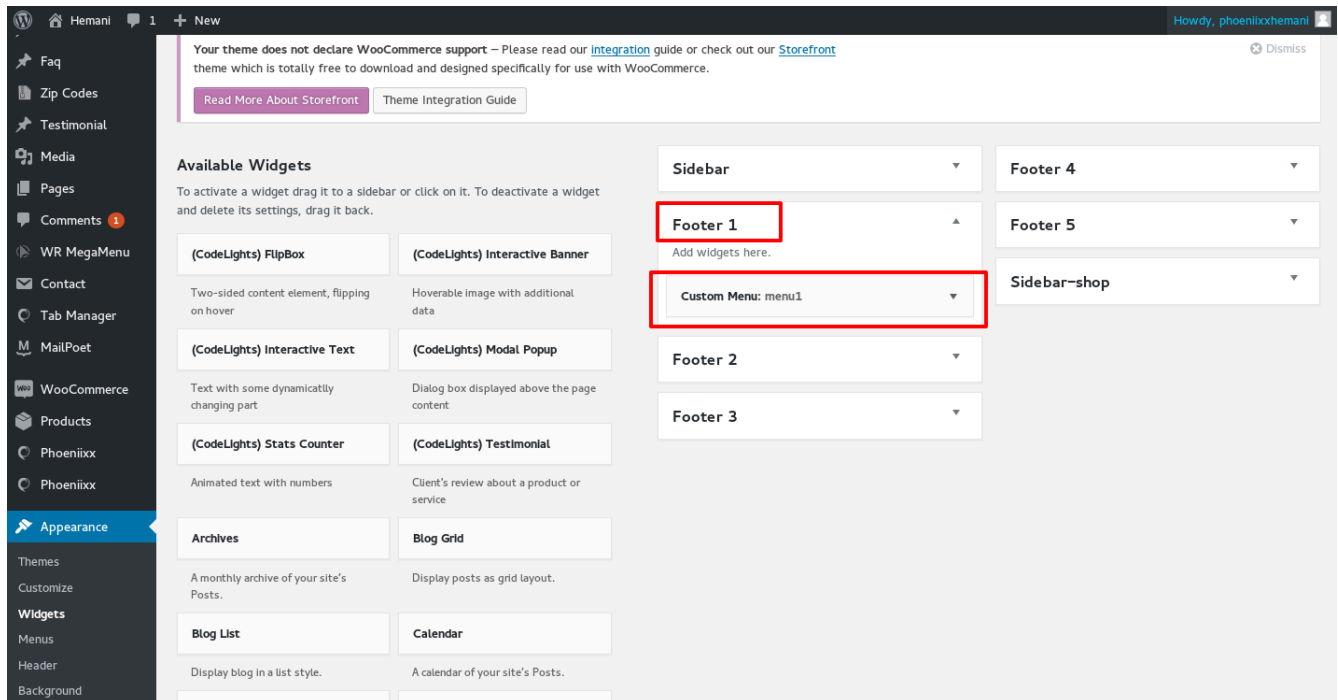 Hemani 1 + New
Howdy, phoeniixxhemani
Faq
Zip Codes
Testimonial
Media
Pages
Comments 1
WR MegaMenu
Contact
Tab Manager
MailPoet
WooCommerce
Products
Phoeniixx
Phoeniixx
Appearance
Themes
Customize
Widgets
Menus
Header
Background
Your theme does not declare WooCommerce support – Please read our integration guide or check out our Storefront
theme which is totally free to download and designed specifically for use with WooCommerce.
Dismiss
Read More About Storefront
Theme Integration Guide
Available Widgets
To activate a widget drag it to a sidebar or click on it. To deactivate a widget
and delete its settings, drag it back.
(CodeLights) FlipBox
Two-sided content element, flipping
on hover
(CodeLights) Interactive Banner
Hoverable image with additional
data
(CodeLights) Interactive Text
Text with some dynamicatlly
changing part
(CodeLights) Modal Popup
Dialog box displayed above the page
content
(CodeLights) Stats Counter
Animated text with numbers
(CodeLights) Testimonial
Client's review about a product or
service
Archives
A monthly archive of your site's
Posts.
Blog Grid
Display posts as grid layout.
Blog List
Display blog in a list style.
Calendar
A calendar of your site's Posts.
Sidebar
Footer 1
Add widgets here.
Custom Menu: menu1
Footer 2
Footer 3
Footer 4
Footer 5
Sidebar-shop